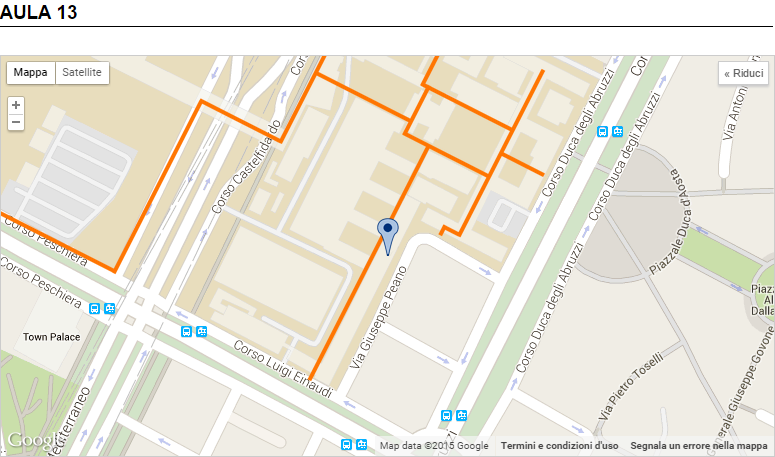 AULA 13
Mappa
Satellite
« Riduci
+
−
Corso Castelfidardo
Corso Duca degli Abruzzi
Corso Duca degli Abruzzi
Corso Duca degli Abruzzi
Via Antoni
Piazzale Duca d'Aosta
Corso Peschiera
Corso Peschiera
Via Giuseppe Peano
Town Palace
Corso Luigi Einaudi
Via Pietro Toselli
Generale Giuseppe Govone
Piazz
Al
Dalla
Mediterraneo
Google
Map data ©2015 Google
Termini e condizioni d'uso
Segnala un errore nella mappa